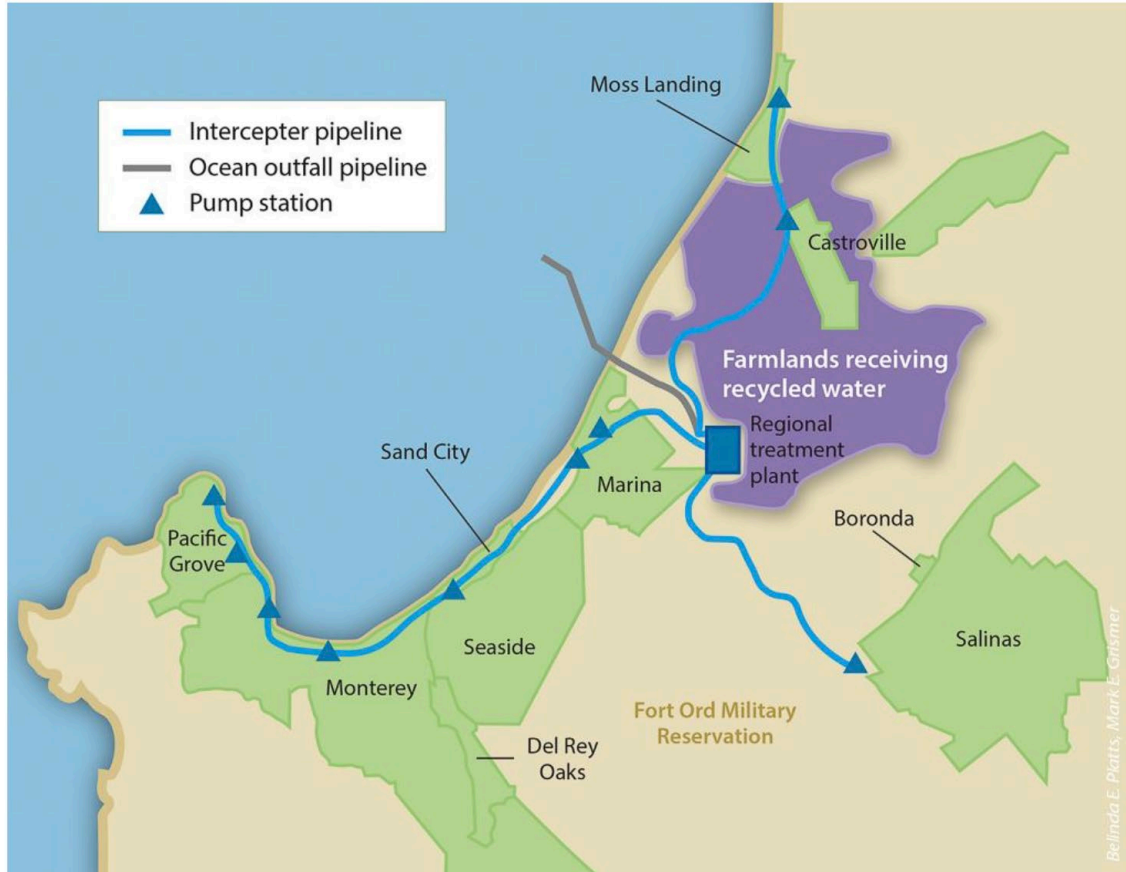 Moss Landing
Intercepter pipeline
Ocean outfall pipeline
Pump station
Castroville
Farmlands receiving
recycled water
Regional
treatment
plant
Sand City
Marina
Boronda
Pacific
Grove
Salinas
Seaside
Monterey
Fort Ord Military
Reservation
Del Rey
Oaks
Belinda E. Platts, Mark E. Grismer